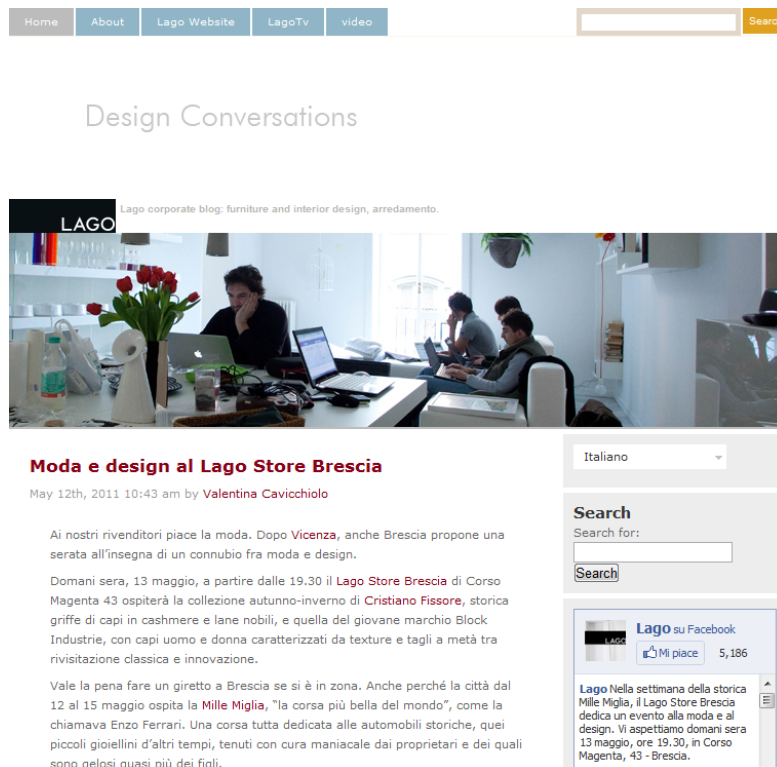 Home About Lago Website LagoTv video
Searc
Design Conversations
LAGO
Lago corporate blog: furniture and interior design, arredamento.
Moda e design al Lago Store Brescia
May 12th, 2011 10:43 am by Valentina Cavicchiolo
Ai nostri rivenditori piace la moda. Dopo Vicenza, anche Brescia propone una
serata all’insegna di un connubio fra moda e design.
Domani sera, 13 maggio, a partire dalle 19.30 il Lago Store Brescia di Corso
Magenta 43 ospiterà la collezione autunno-inverno di Cristiano Fissore, storica
griffe di capi in cashmere e lane nobili, e quella del giovane marchio Block
Industrie, con capi uomo e donna caratterizzati da texture e tagli a metà tra
rivisitazione classica e innovazione.
Vale la pena fare un giretto a Brescia se si è in zona. Anche perché la città dal
12 al 15 maggio ospita la Mille Miglia, “la corsa più bella del mondo”, come la
chiamava Enzo Ferrari. Una corsa tutta dedicata alle automobili storiche, quei
piccoli gioiellini d’altri tempi, tenuti con cura maniacale dai proprietari e dei quali
sono gelosi quasi più dei figli.
Italiano
Search
Search for:
Search
LAGO
Lago su Facebook
Mi piace 5,186
Lago Nella settimana della storica
Mille Miglia, il Lago Store Brescia
dedica un evento alla moda e al
design. Vi aspettiamo domani sera
13 maggio, ore 19.30, in Corso
Magenta, 43 - Brescia.